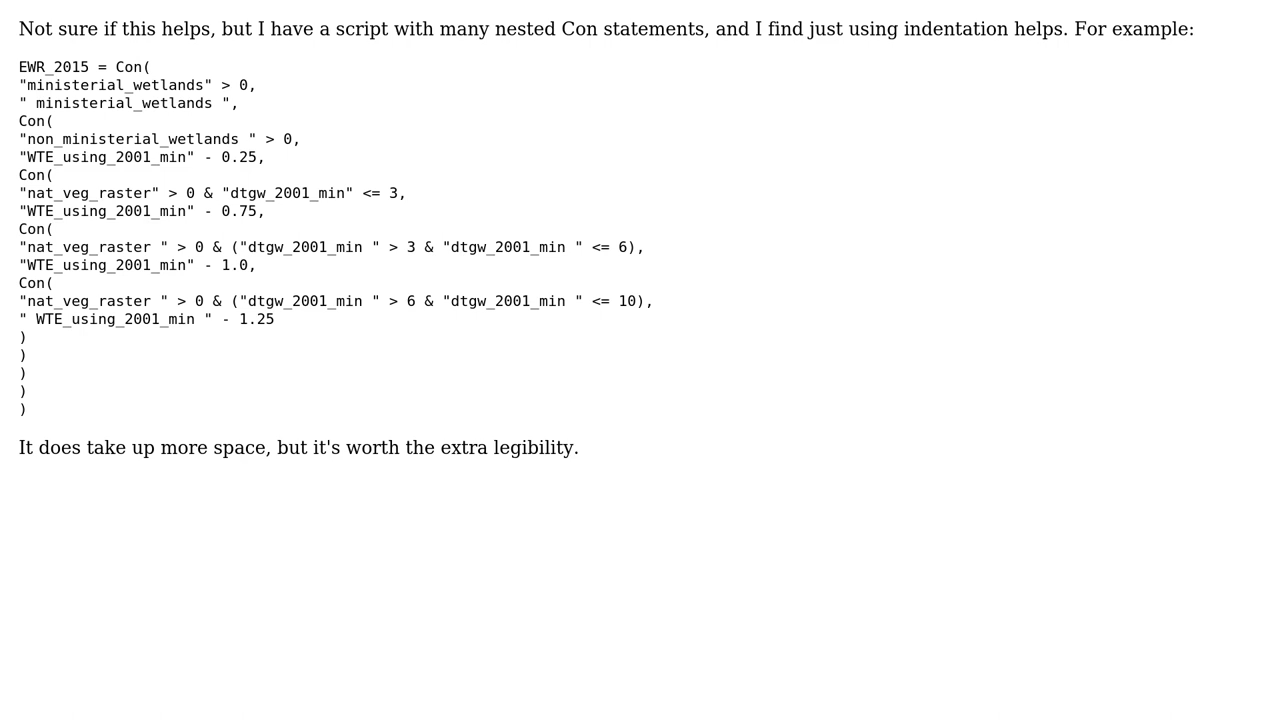 Not sure if this helps, but I have a script with many nested Con statements, and I find just using indentation helps. For example:
EWR_2015 = Con(
"ministerial_wetlands" > 0,
" ministerial_wetlands ",
Con(
"non_ministerial_wetlands " > 0,
"WTE_using_2001_min" - 0.25,
Con(
"nat_veg_raster" > 0 & "dtgw_2001_min" <= 3,
"WTE_using_2001_min" - 0.75,
Con(
"nat_veg_raster " > 0 & ("dtgw_2001_min " > 3 & "dtgw_2001_min " <= 6),
"WTE_using_2001_min" - 1.0,
Con(
"nat_veg_raster " > 0 & ("dtgw_2001_min " > 6 & "dtgw_2001_min " <= 10),
" WTE_using_2001_min " - 1.25
)
)
)
)
)
It does take up more space, but it's worth the extra legibility.